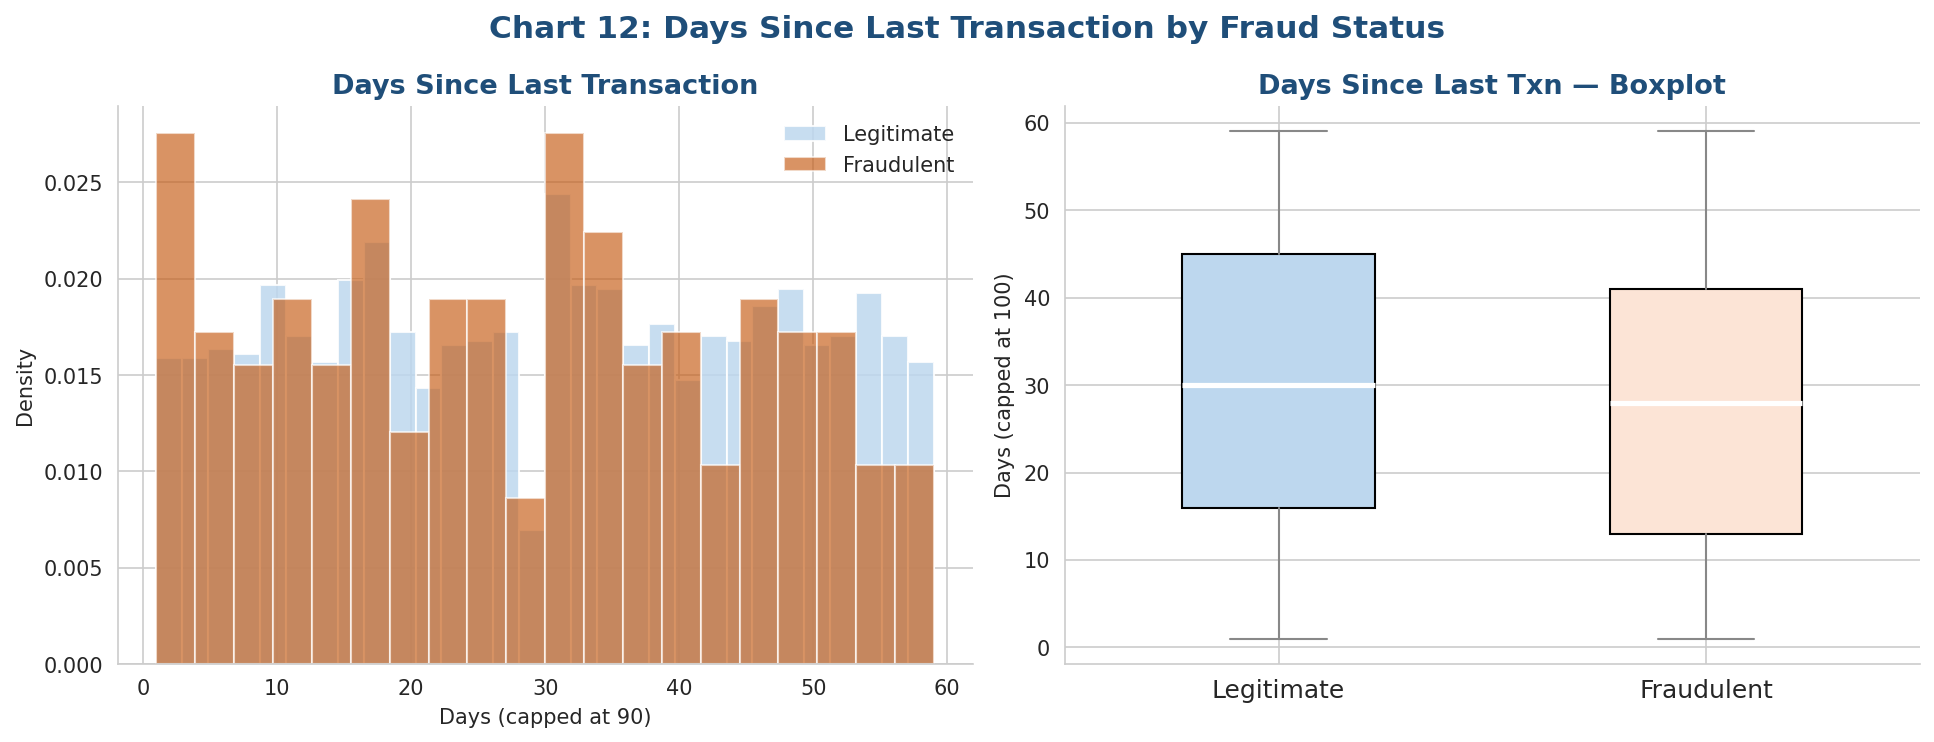 Chart 12: Days Since Last Transaction by Fraud Status
Days Since Last Transaction
Legitimate
Fraudulent
Density
0.025
0.020
0.015
0.010
0.005
0.000
0 10 20 30 40 50 60
Days (capped at 90)
Days Since Last Txn — Boxplot
Days (capped at 100)
60
50
40
30
20
10
0
Legitimate Fraudulent